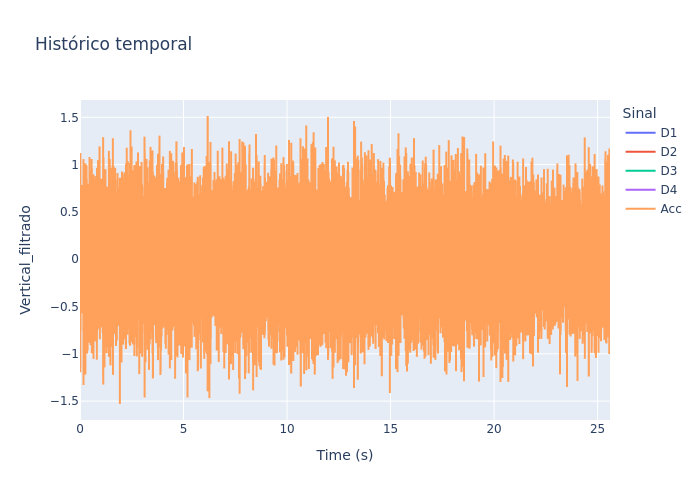 Histórico temporal
Sinal
D1
D2
D3
D4
Acc
Vertical_filtrado
1.5
1
0.5
0
−0.5
−1
−1.5
0 5 10 15 20 25
Time (s)